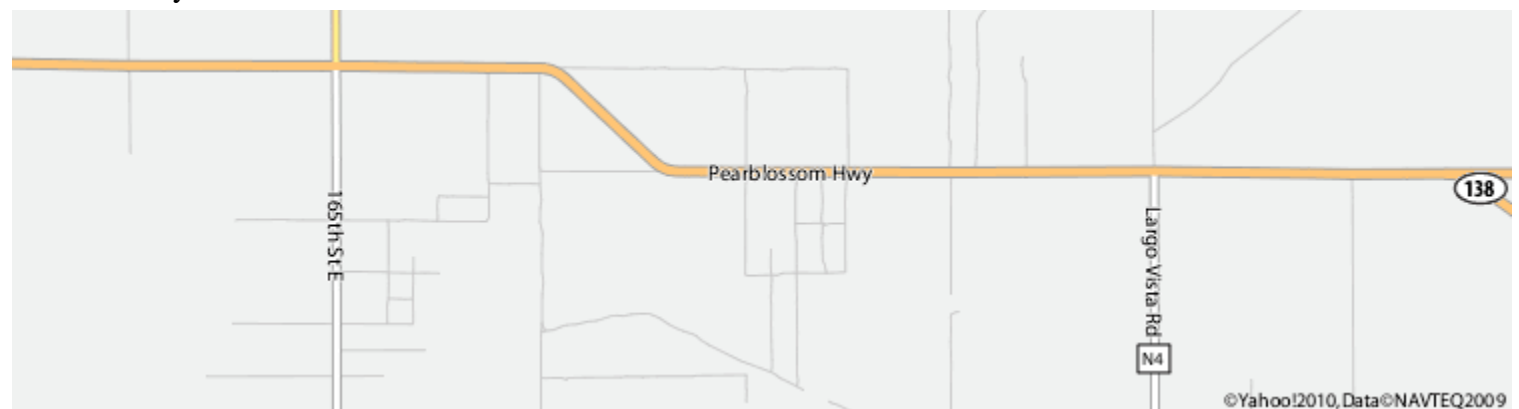 Pearblossom Hwy
138
165th St E
Largo Vista Rd
N4
©Yahoo!2010, Data©NAVTEQ2009